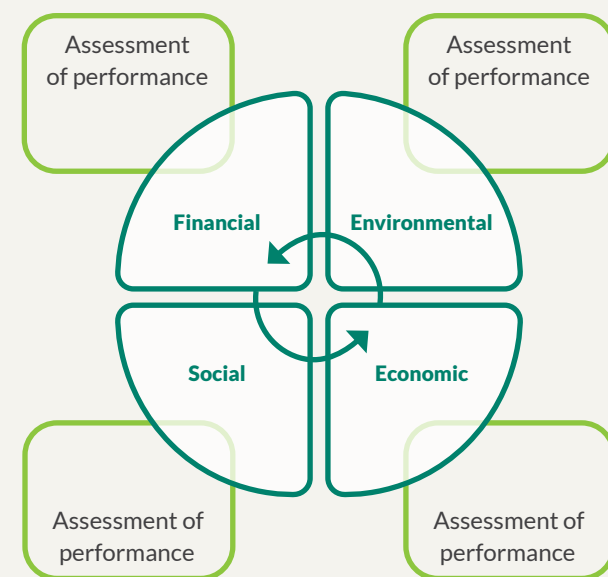 Assessment
of performance
Assessment
of performance
Financial
Environmental
Social
Economic
Assessment of
performance
Assessment of
performance